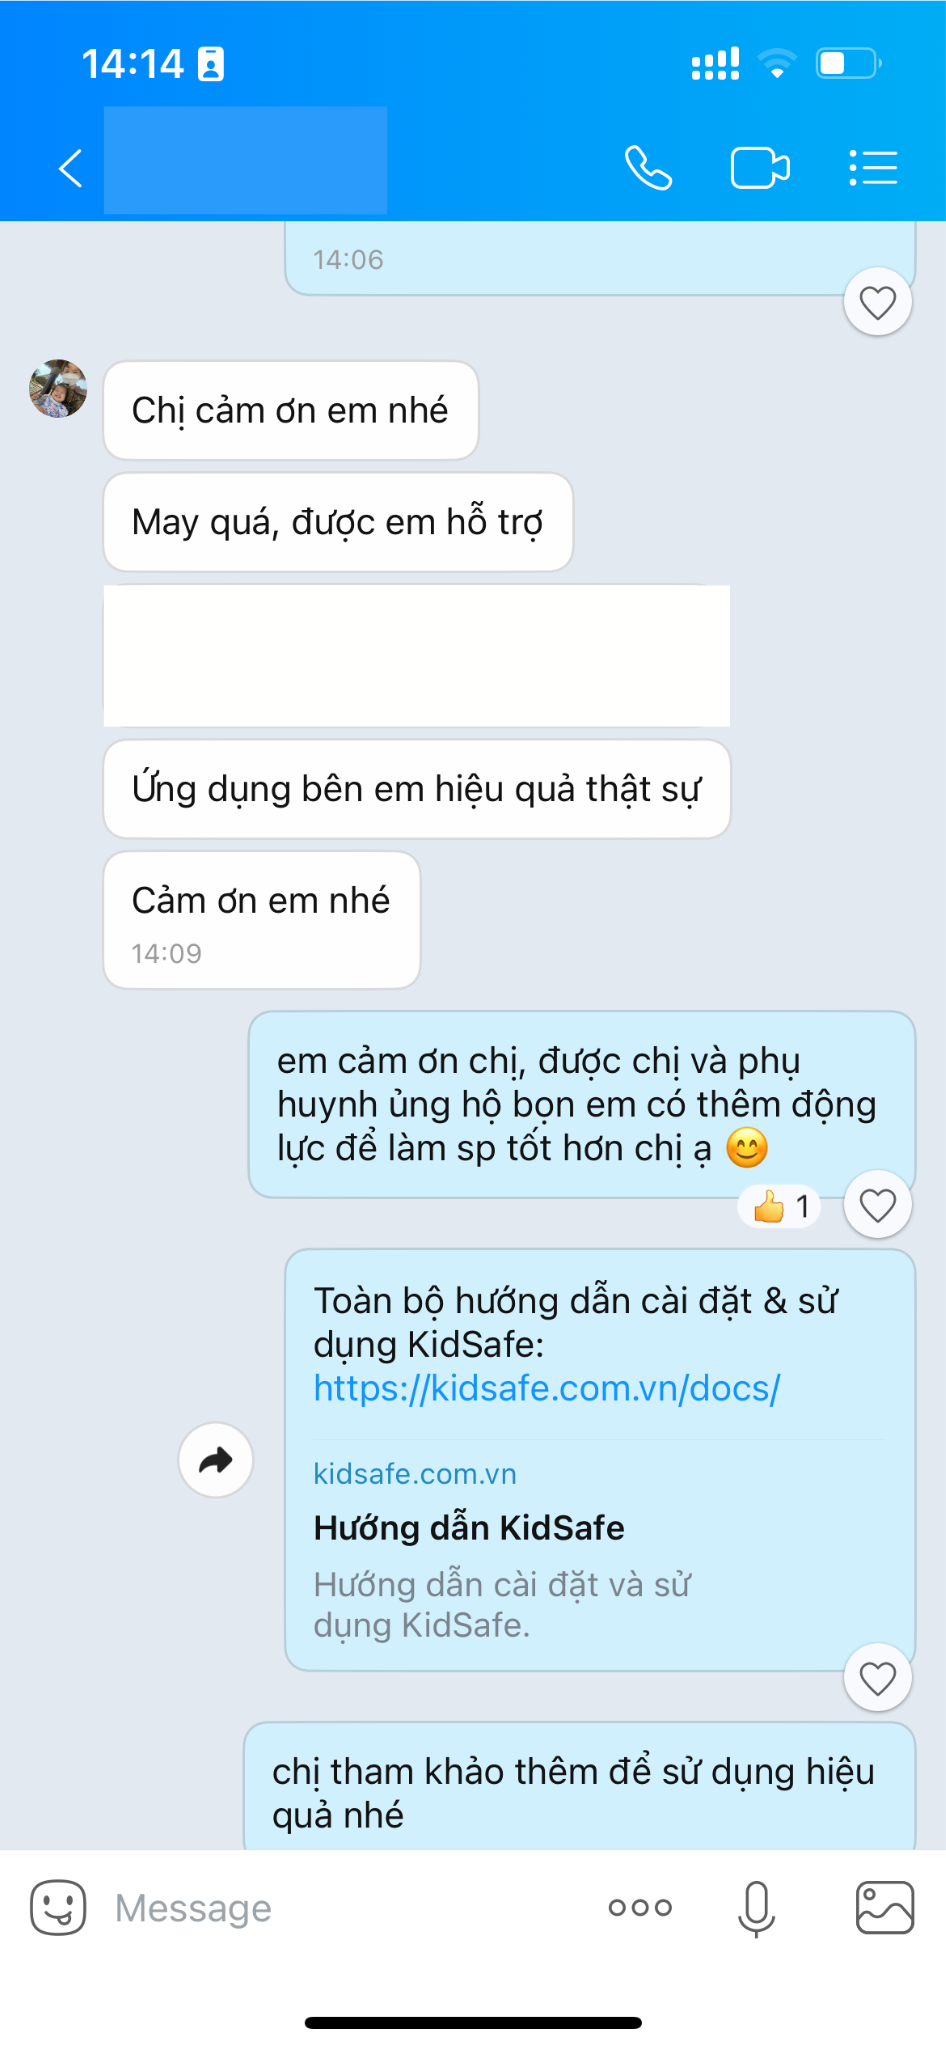 14:14
14:06
Chị cảm ơn em nhé
May quá, được em hỗ trợ
Ứng dụng bên em hiệu quả thật sự
Cảm ơn em nhé
14:09
em cảm ơn chị, được chị và phụ
huynh ủng hộ bọn em có thêm động
lực để làm sp tốt hơn chị ạ 😊
👍 1
Toàn bộ hướng dẫn cài đặt & sử
dụng KidSafe:
https://kidsafe.com.vn/docs/
kidsafe.com.vn
Hướng dẫn KidSafe
Hướng dẫn cài đặt và sử
dụng KidSafe.
chị tham khảo thêm để sử dụng hiệu
quả nhé
Message